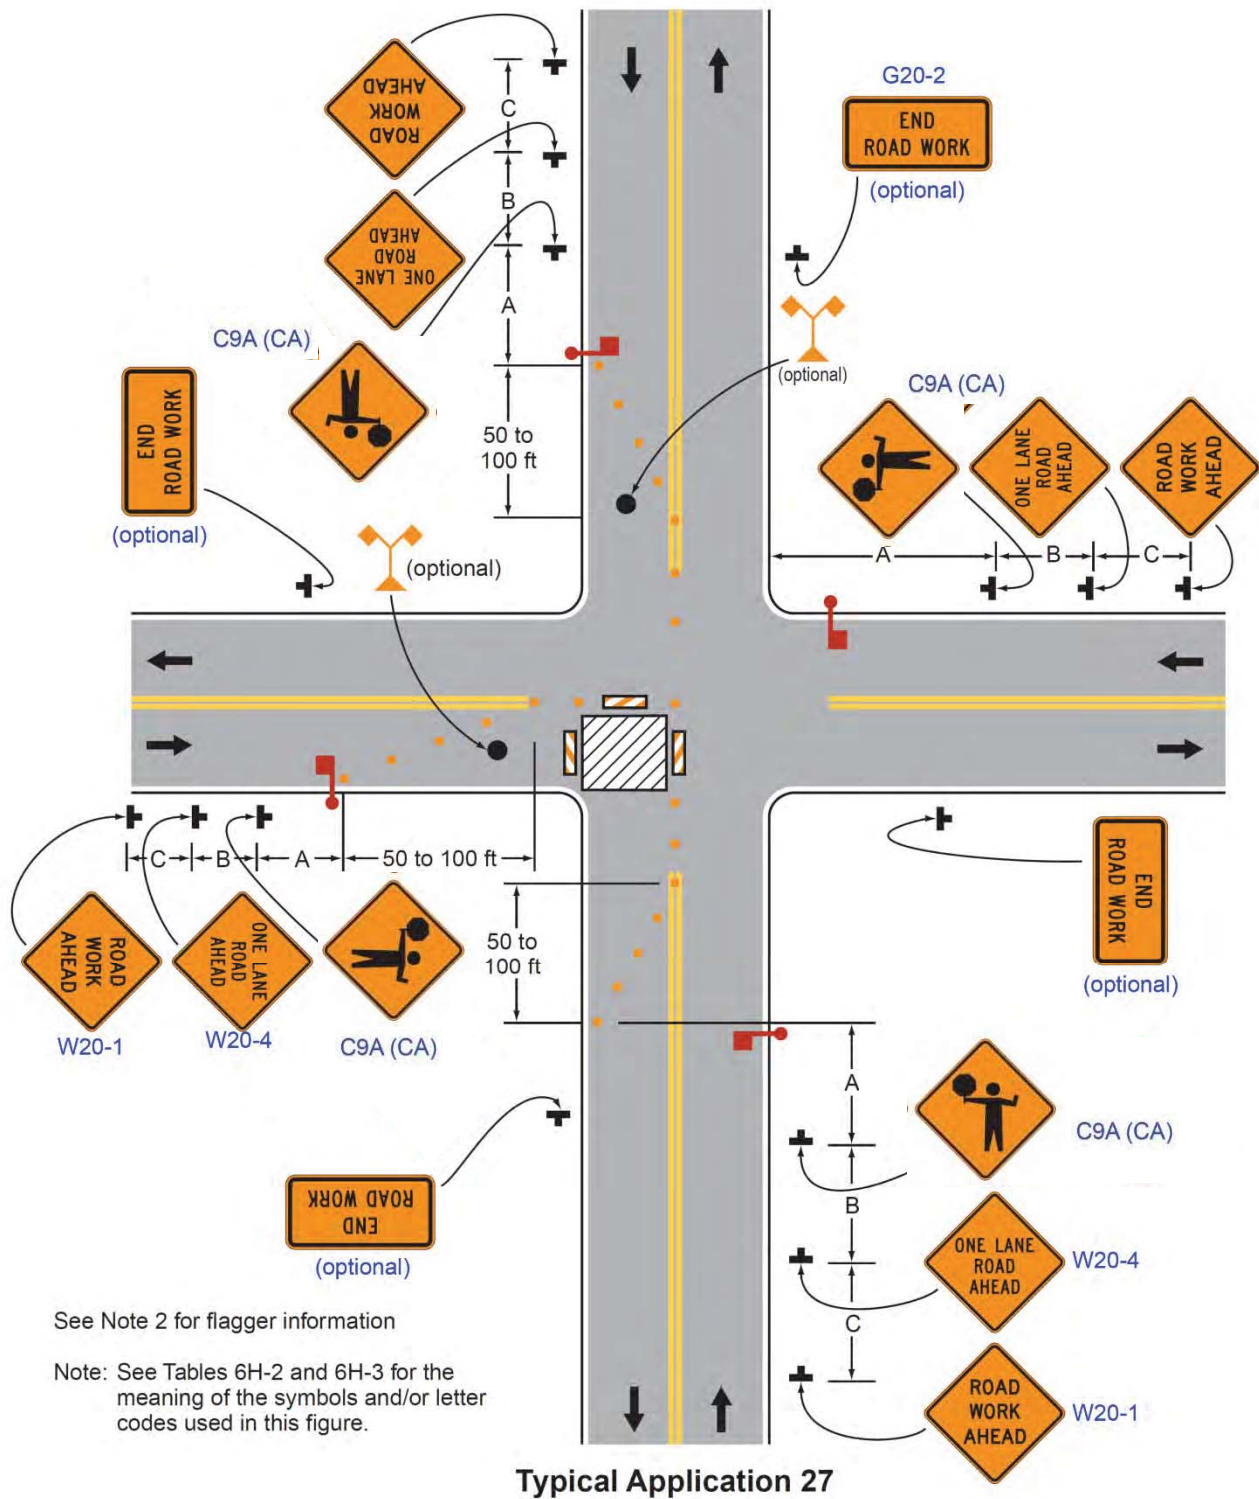 ROAD
WORK
AHEAD
C
G20-2
END
ROAD WORK
(optional)
B
ONE LANE
ROAD
AHEAD
A
C9A (CA)
(optional)
C9A (CA)
END
ROAD WORK
(optional)
50 to
100 ft
ONE LANE
ROAD
AHEAD
ROAD
WORK
AHEAD
A
B
C
(optional)
C
B
A
50 to 100 ft
ROAD
WORK
AHEAD
W20-1
ONE LANE
ROAD
AHEAD
W20-4
C9A (CA)
50 to
100 ft
END
ROAD WORK
(optional)
A
C9A (CA)
B
END
ROAD WORK
(optional)
ONE LANE
ROAD
AHEAD
W20-4
C
ROAD
WORK
AHEAD
W20-1
See Note 2 for flagger information
Note: See Tables 6H-2 and 6H-3 for the
meaning of the symbols and/or letter
codes used in this figure.
Typical Application 27